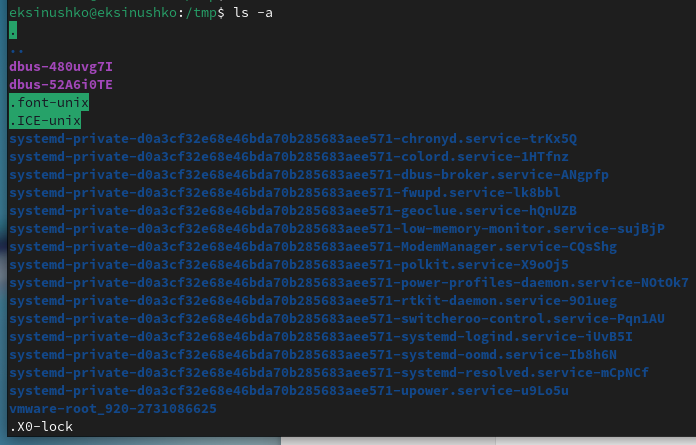 eksinushko@eksinushko:/tmp$ ls -a
.
..
dbus-480uvg7I
dbus-52A6i0TE
.font-unix
.ICE-unix
systemd-private-d0a3cf32e68e46bda70b285683aee571-chronyd.service-trKx5Q
systemd-private-d0a3cf32e68e46bda70b285683aee571-colord.service-1HTfnz
systemd-private-d0a3cf32e68e46bda70b285683aee571-dbus-broker.service-ANgpfp
systemd-private-d0a3cf32e68e46bda70b285683aee571-fwupd.service-lk8bbl
systemd-private-d0a3cf32e68e46bda70b285683aee571-geoclue.service-hQnUZB
systemd-private-d0a3cf32e68e46bda70b285683aee571-low-memory-monitor.service-sujBjP
systemd-private-d0a3cf32e68e46bda70b285683aee571-ModemManager.service-CQsShg
systemd-private-d0a3cf32e68e46bda70b285683aee571-polkit.service-X9oOj5
systemd-private-d0a3cf32e68e46bda70b285683aee571-power-profiles-daemon.service-NOtOk7
systemd-private-d0a3cf32e68e46bda70b285683aee571-rtkit-daemon.service-9O1ueg
systemd-private-d0a3cf32e68e46bda70b285683aee571-switcheroo-control.service-Pqn1AU
systemd-private-d0a3cf32e68e46bda70b285683aee571-systemd-logind.service-iUvB5I
systemd-private-d0a3cf32e68e46bda70b285683aee571-systemd-oomd.service-Ib8h6N
systemd-private-d0a3cf32e68e46bda70b285683aee571-systemd-resolved.service-mCpNCf
systemd-private-d0a3cf32e68e46bda70b285683aee571-upower.service-u9Lo5u
vmware-root_920-2731086625
.X0-lock